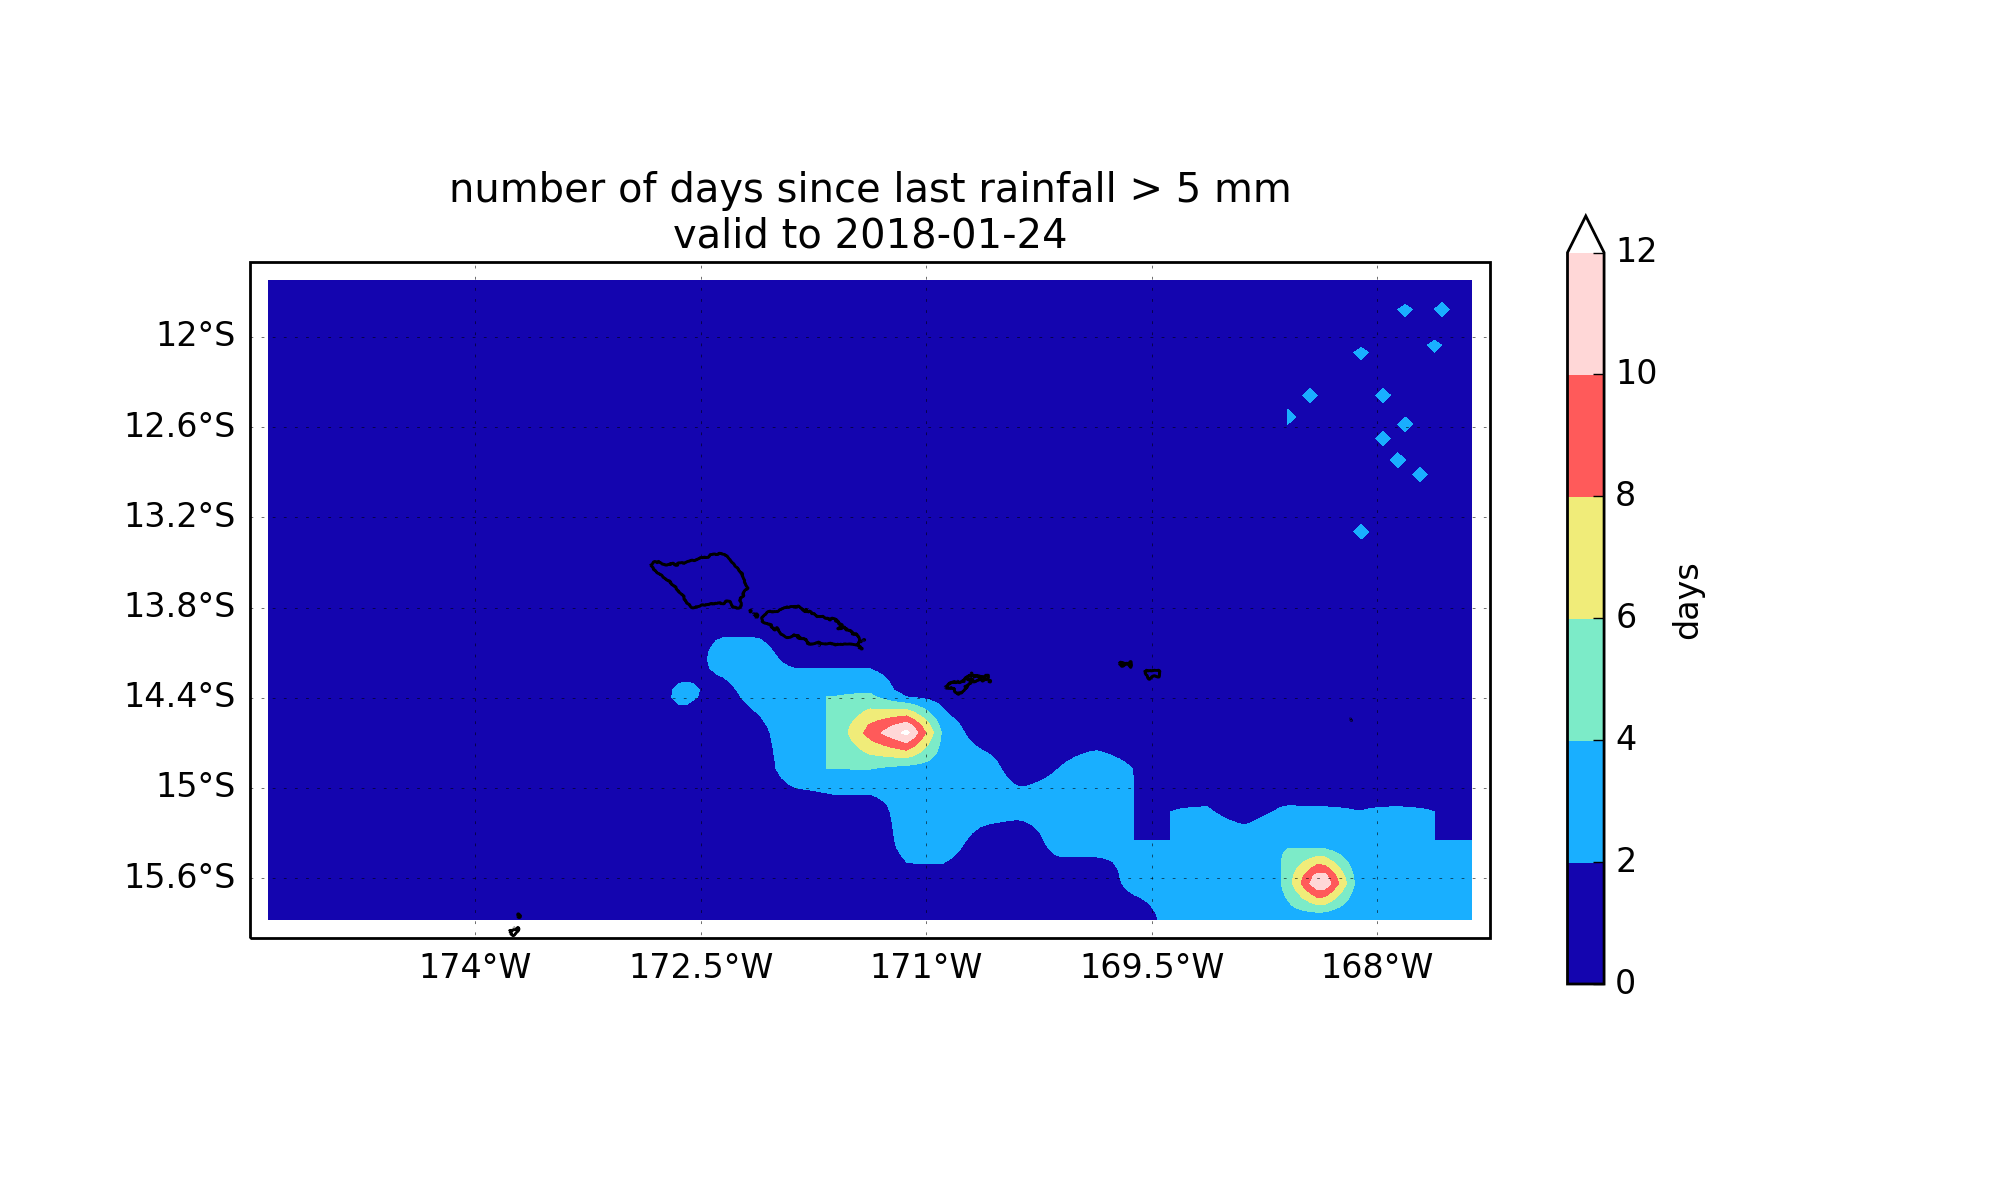 number of days since last rainfall > 5 mm
valid to 2018-01-24
12°S
12.6°S
13.2°S
13.8°S
14.4°S
15°S
15.6°S
174°W
172.5°W
171°W
169.5°W
168°W
12
10
8
6
4
2
0
days